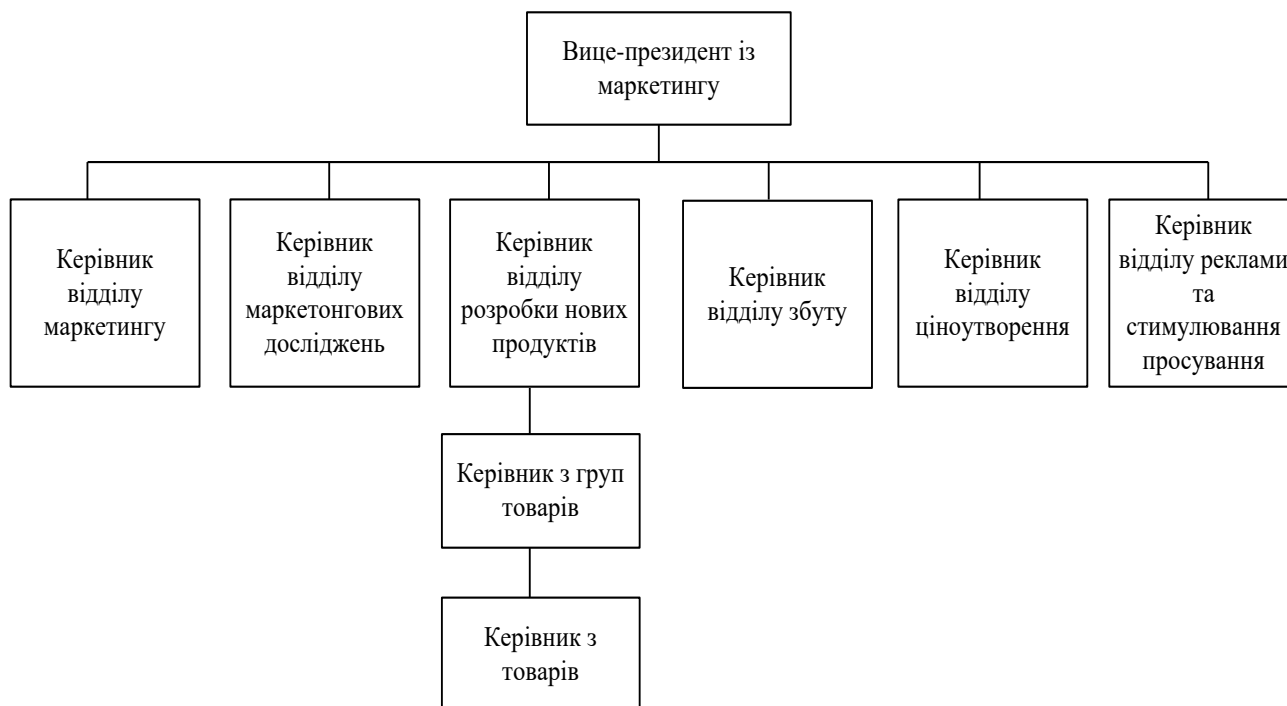 Вице-президент із
маркетингу
Керівник
відділу
маркетингу
Керівник
відділу
маркетонгових
досліджень
Керівник
відділу
розробки нових
продуктів
Керівник
відділу збуту
Керівник
відділу
ціноутворення
Керівник
відділу реклами
та
стимулювання
просування
Керівник з груп
товарів
Керівник з
товарів